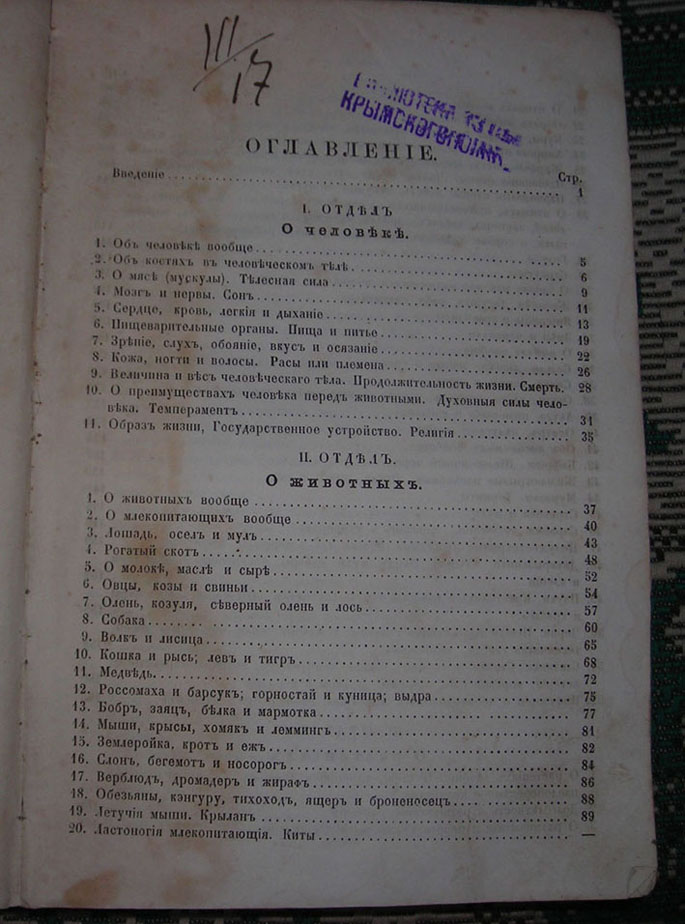 III/17
БИБЛИОТЕКА
КРЫМСКОГО
ОГЛАВЛЕНІЕ.
Стр.
Введеніе 1
I. ОТДѢЛЪ
О человѣкѣ.
1. Объ человѣкѣ вообще 5
2. Объ костяхъ въ человѣческомъ тѣлѣ. 6
3. О мясѣ (мускулы). Тѣлесная сила 9
4. Мозгъ и нервы. Сонъ 11
5. Сердце, кровь, легкія и дыханіе 13
6. Пищеварительные органы. Пища и питье 19
7. Зрѣніе, слухъ, обояніе, вкусъ и осязаніе 22
8. Кожа, ногти и волосы. Расы или племена 26
9. Величина и вѣсъ человѣческаго тѣла. Продолжительность жизни. Смерть. 28
10. О преимуществахъ человѣка передъ животными. Духовныя силы чело-
вѣка. Темпераментъ 31
11. Образъ жизни, Государственное устройство. Религія 35
II. ОТДѢЛЪ.
О животныхъ.
1. О животныхъ вообще 37
2. О млекопитающихъ вообще 40
3. Лошадь, оселъ и мулъ 43
4. Рогатый скотъ 48
5. О молокѣ, маслѣ и сырѣ 52
6. Овцы, козы и свиньи 54
7. Олень, козуля, сѣверный олень и лось 57
8. Собака 60
9. Волкъ и лисица 65
10. Кошка и рысь; левъ и тигръ 68
11. Медвѣдь. 72
12. Россомаха и барсукъ; горностай и куница; выдра 75
13. Бобръ, заяцъ, бѣлка и мармотка 77
14. Мыши, крысы, хомякъ и леммингъ 81
15. Землеройка, кротъ и ежъ 82
16. Слонъ, бегемотъ и носорогъ 84
17. Верблюдъ, дромадеръ и жирафъ 86
18. Обезьяны, кэнгуру, тихоходъ, ящеръ и броненосецъ 88
19. Летучія мыши. Крыланъ 89
20. Ластоногія млекопитающія. Киты —